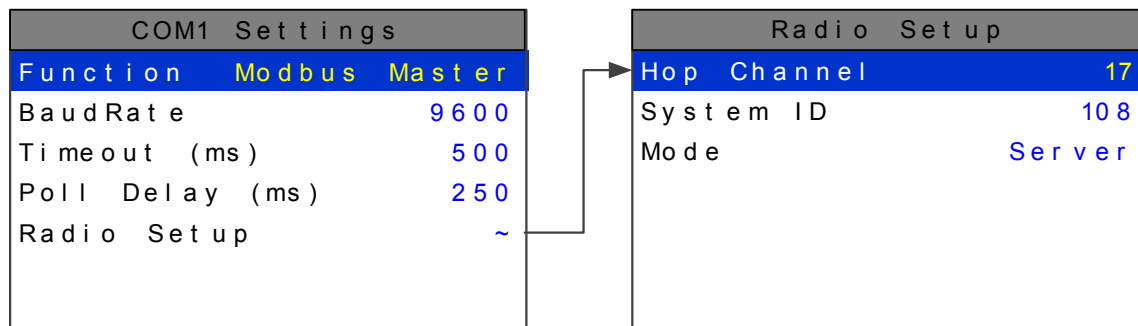 COM1 Settings
Function Modbus Master
BaudRate 9600
Timeout (ms) 500
Poll Delay (ms) 250
Radio Setup ~
Radio Setup
Hop Channel 17
System ID 108
Mode Server